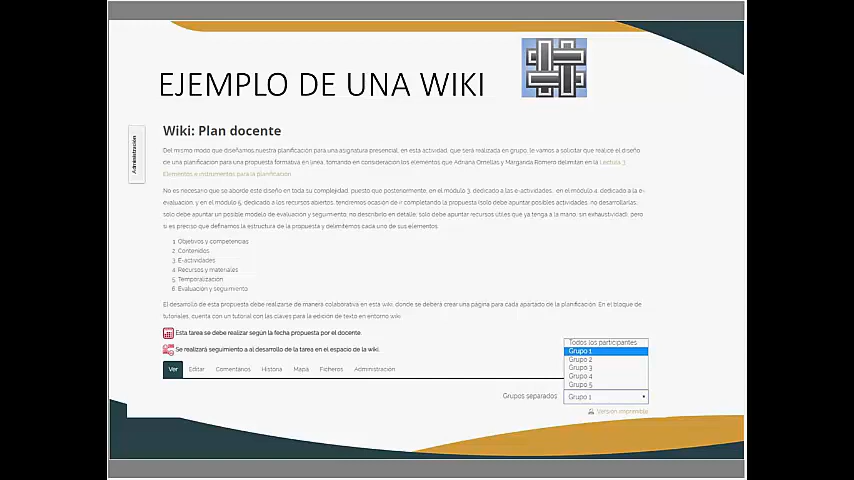 EJEMPLO DE UNA WIKI
Administración
Wiki: Plan docente
Del mismo modo que diseñamos nuestra planificación para una asignatura presencial, en esta actividad, que será realizada en grupo, le vamos a solicitar que realice el diseño
de una planificación para una propuesta formativa en línea, tomando en consideración los elementos que Adriana Ornellas y Margarida Romero delimitan en la Lectura 3.
Elementos e instrumentos para la planificación.
No es necesario que se aborde este diseño en toda su complejidad, puesto que posteriormente, en el módulo 3, dedicado a las e-actividades, en el módulo 4, dedicado a la e-
evaluación, y en el módulo 5, dedicado a los recursos abiertos, tendremos ocasión de ir completando la propuesta (solo debe apuntar posibles actividades, no desarrollarlas;
solo debe apuntar un posible modelo de evaluación y seguimiento, no describirlo en detalle; solo debe apuntar recursos útiles que ya tenga a la mano, sin exhaustividad), pero
sí es preciso que definamos la estructura de la propuesta y delimitemos cada uno de sus elementos.
1. Objetivos y competencias
2. Contenidos
3. E-actividades
4. Recursos y materiales
5. Temporalización
6. Evaluación y seguimiento
El desarrollo de esta propuesta debe realizarse de manera colaborativa en esta wiki, donde se deberá crear una página para cada apartado de la planificación. En el bloque de
tutoriales, cuenta con un tutorial con las claves para la edición de texto en entorno wiki.
Esta tarea se debe realizar según la fecha propuesta por el docente.
Se realizará seguimiento al desarrollo de la tarea en el espacio de la wiki.
Ver Editar Comentarios Historia Mapa Ficheros Administración
Todos los participantes
Grupo 1
Grupo 2
Grupo 3
Grupo 4
Grupo 5
Grupos separados Grupo 1
Versión imprimible